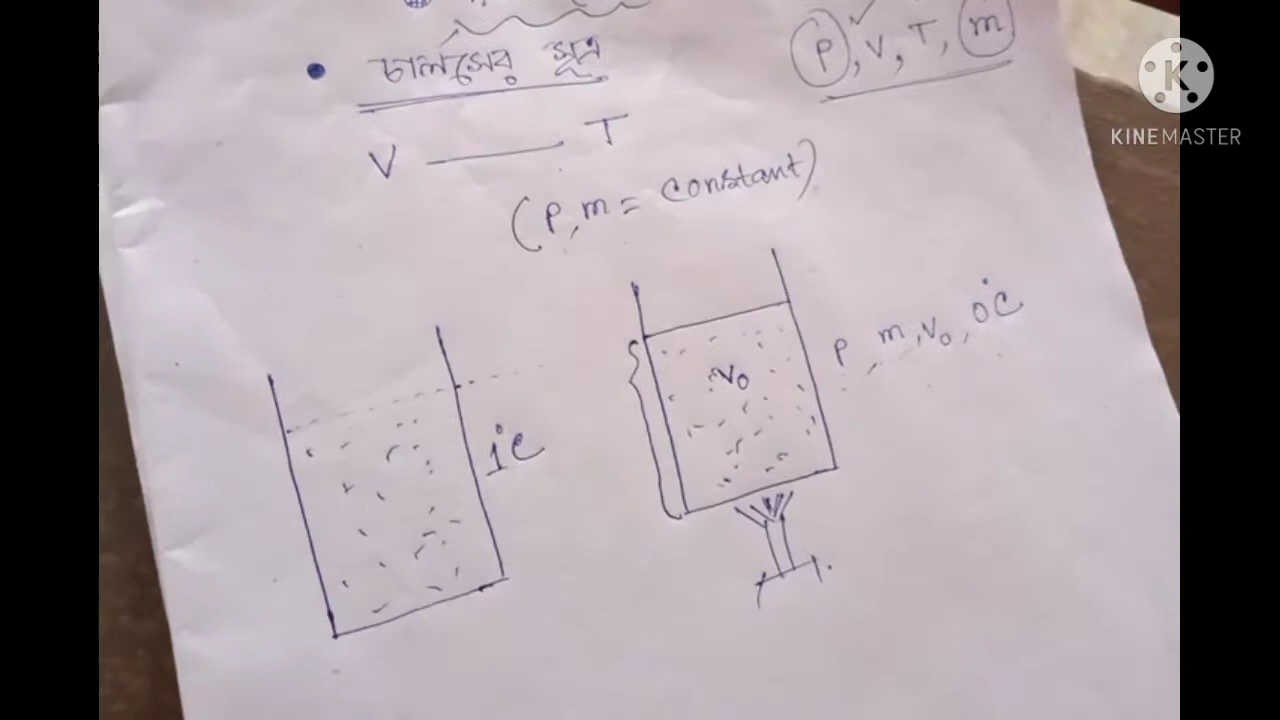 চার্লসের সূত্র
P, V, T, m
V — T
(P, m = constant)
1°C
V₀
P, m, V₀, 0°C
K
KINEMASTER